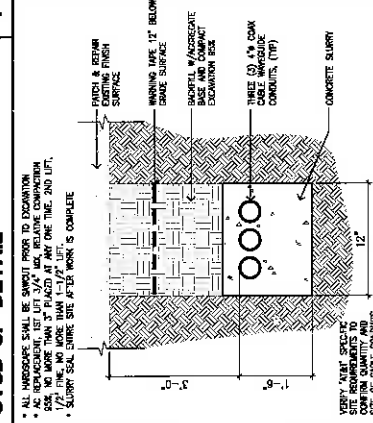 * ALL HARDSCAPE SHALL BE SAWCUT PRIOR TO EXCAVATION
* AC REPLACEMENT, 1ST LIFT 3/4" MIX, RELATIVE COMPACTION
95%, NO MORE THAN 3" PLACED AT ANY ONE TIME. 2ND LIFT,
1/2" FINE, NO MORE THAN 1-1/2" LIFT.
* SLURRY SEAL ENTIRE SITE AFTER WORK IS COMPLETE
PATCH & REPAIR
EXISTING FINISH
SURFACE
WARNING TAPE 12" BELOW
GRADE SURFACE
BACKFILL W/AGGREGATE
BASE AND COMPACT
EXCAVATION 95%
THREE (3) 4"Ø COAX
CABLE WAVEGUIDE
CONDUITS, (TYP)
CONCRETE SLURRY
3'-0"
1'-6"
12"
VERIFY AT&T SPECIFIC
SITE REQUIREMENTS TO
CONFIRM QUANTITY AND